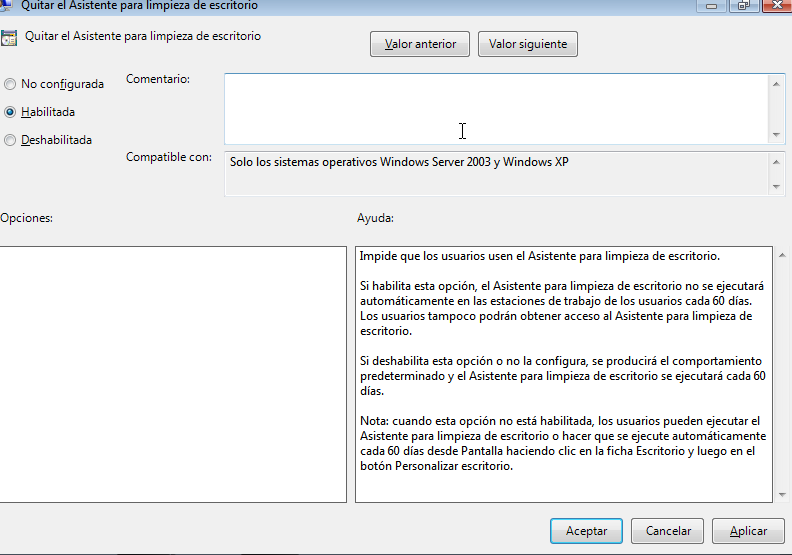 Quitar el Asistente para limpieza de escritorio
Quitar el Asistente para limpieza de escritorio
Valor anterior
Valor siguiente
No configurada
Comentario:
Habilitada
Deshabilitada
Compatible con:
Solo los sistemas operativos Windows Server 2003 y Windows XP
Opciones:
Ayuda:
Impide que los usuarios usen el Asistente para limpieza de escritorio.
Si habilita esta opción, el Asistente para limpieza de escritorio no se ejecutará
automáticamente en las estaciones de trabajo de los usuarios cada 60 días.
Los usuarios tampoco podrán obtener acceso al Asistente para limpieza de
escritorio.
Si deshabilita esta opción o no la configura, se producirá el comportamiento
predeterminado y el Asistente para limpieza de escritorio se ejecutará cada 60
días.
Nota: cuando esta opción no está habilitada, los usuarios pueden ejecutar el
Asistente para limpieza de escritorio o hacer que se ejecute automáticamente
cada 60 días desde Pantalla haciendo clic en la ficha Escritorio y luego en el
botón Personalizar escritorio.
Aceptar
Cancelar
Aplicar